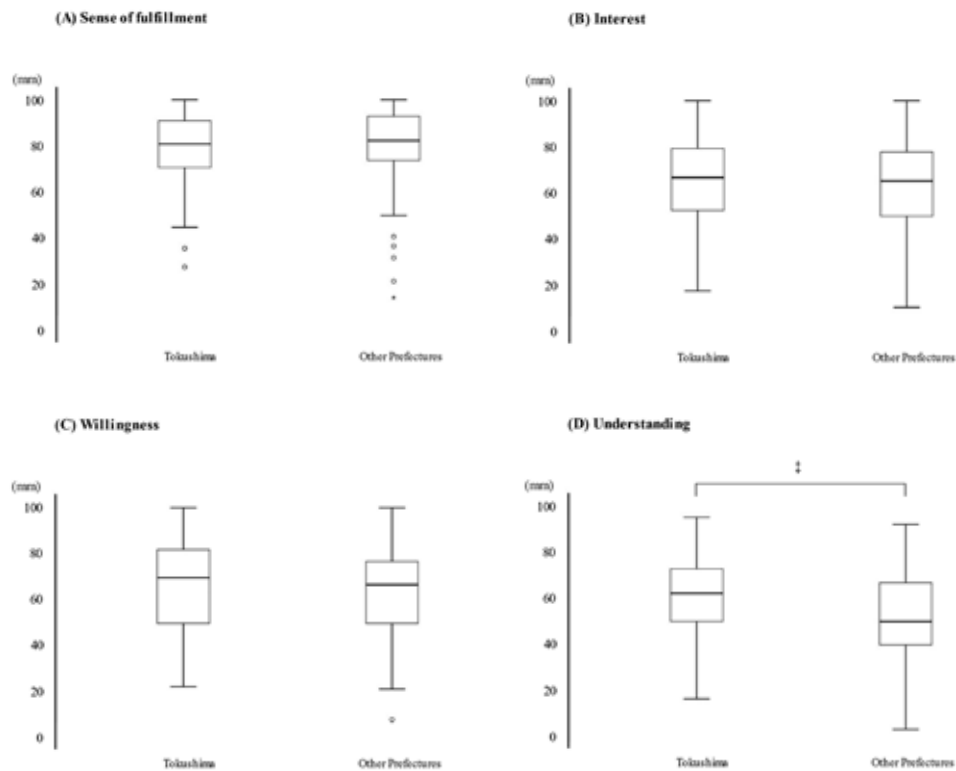 (A) Sense of fulfillment
(mm)
100
80
60
40
20
0
Tokushima
Other Prefectures
(B) Interest
(mm)
100
80
60
40
20
0
Tokushima
Other Prefectures
(C) Willingness
(mm)
100
80
60
40
20
0
Tokushima
Other Prefectures
(D) Understanding
‡
(mm)
100
80
60
40
20
0
Tokushima
Other Prefectures